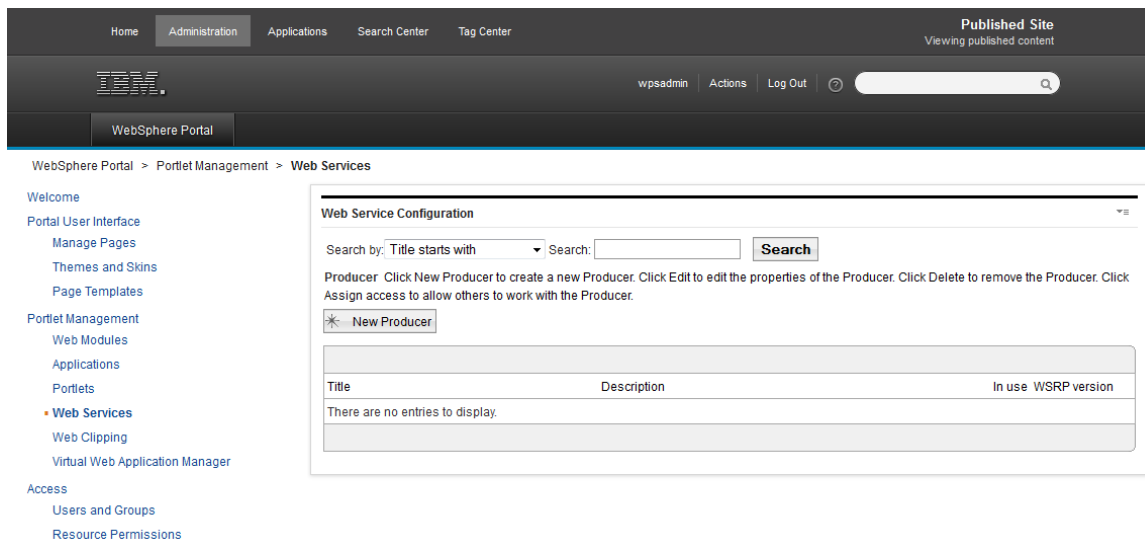 Home Administration Applications Search Center Tag Center Published Site
Viewing published content
IBM. wpsadmin Actions Log Out ?
WebSphere Portal
WebSphere Portal > Portlet Management > Web Services
Welcome
Portal User Interface
Manage Pages
Themes and Skins
Page Templates
Portlet Management
Web Modules
Applications
Portlets
Web Services
Web Clipping
Virtual Web Application Manager
Access
Users and Groups
Resource Permissions
Web Service Configuration
Search by: Title starts with Search: Search
Producer Click New Producer to create a new Producer. Click Edit to edit the properties of the Producer. Click Delete to remove the Producer. Click
Assign access to allow others to work with the Producer.
New Producer
Title Description In use WSRP version
There are no entries to display.